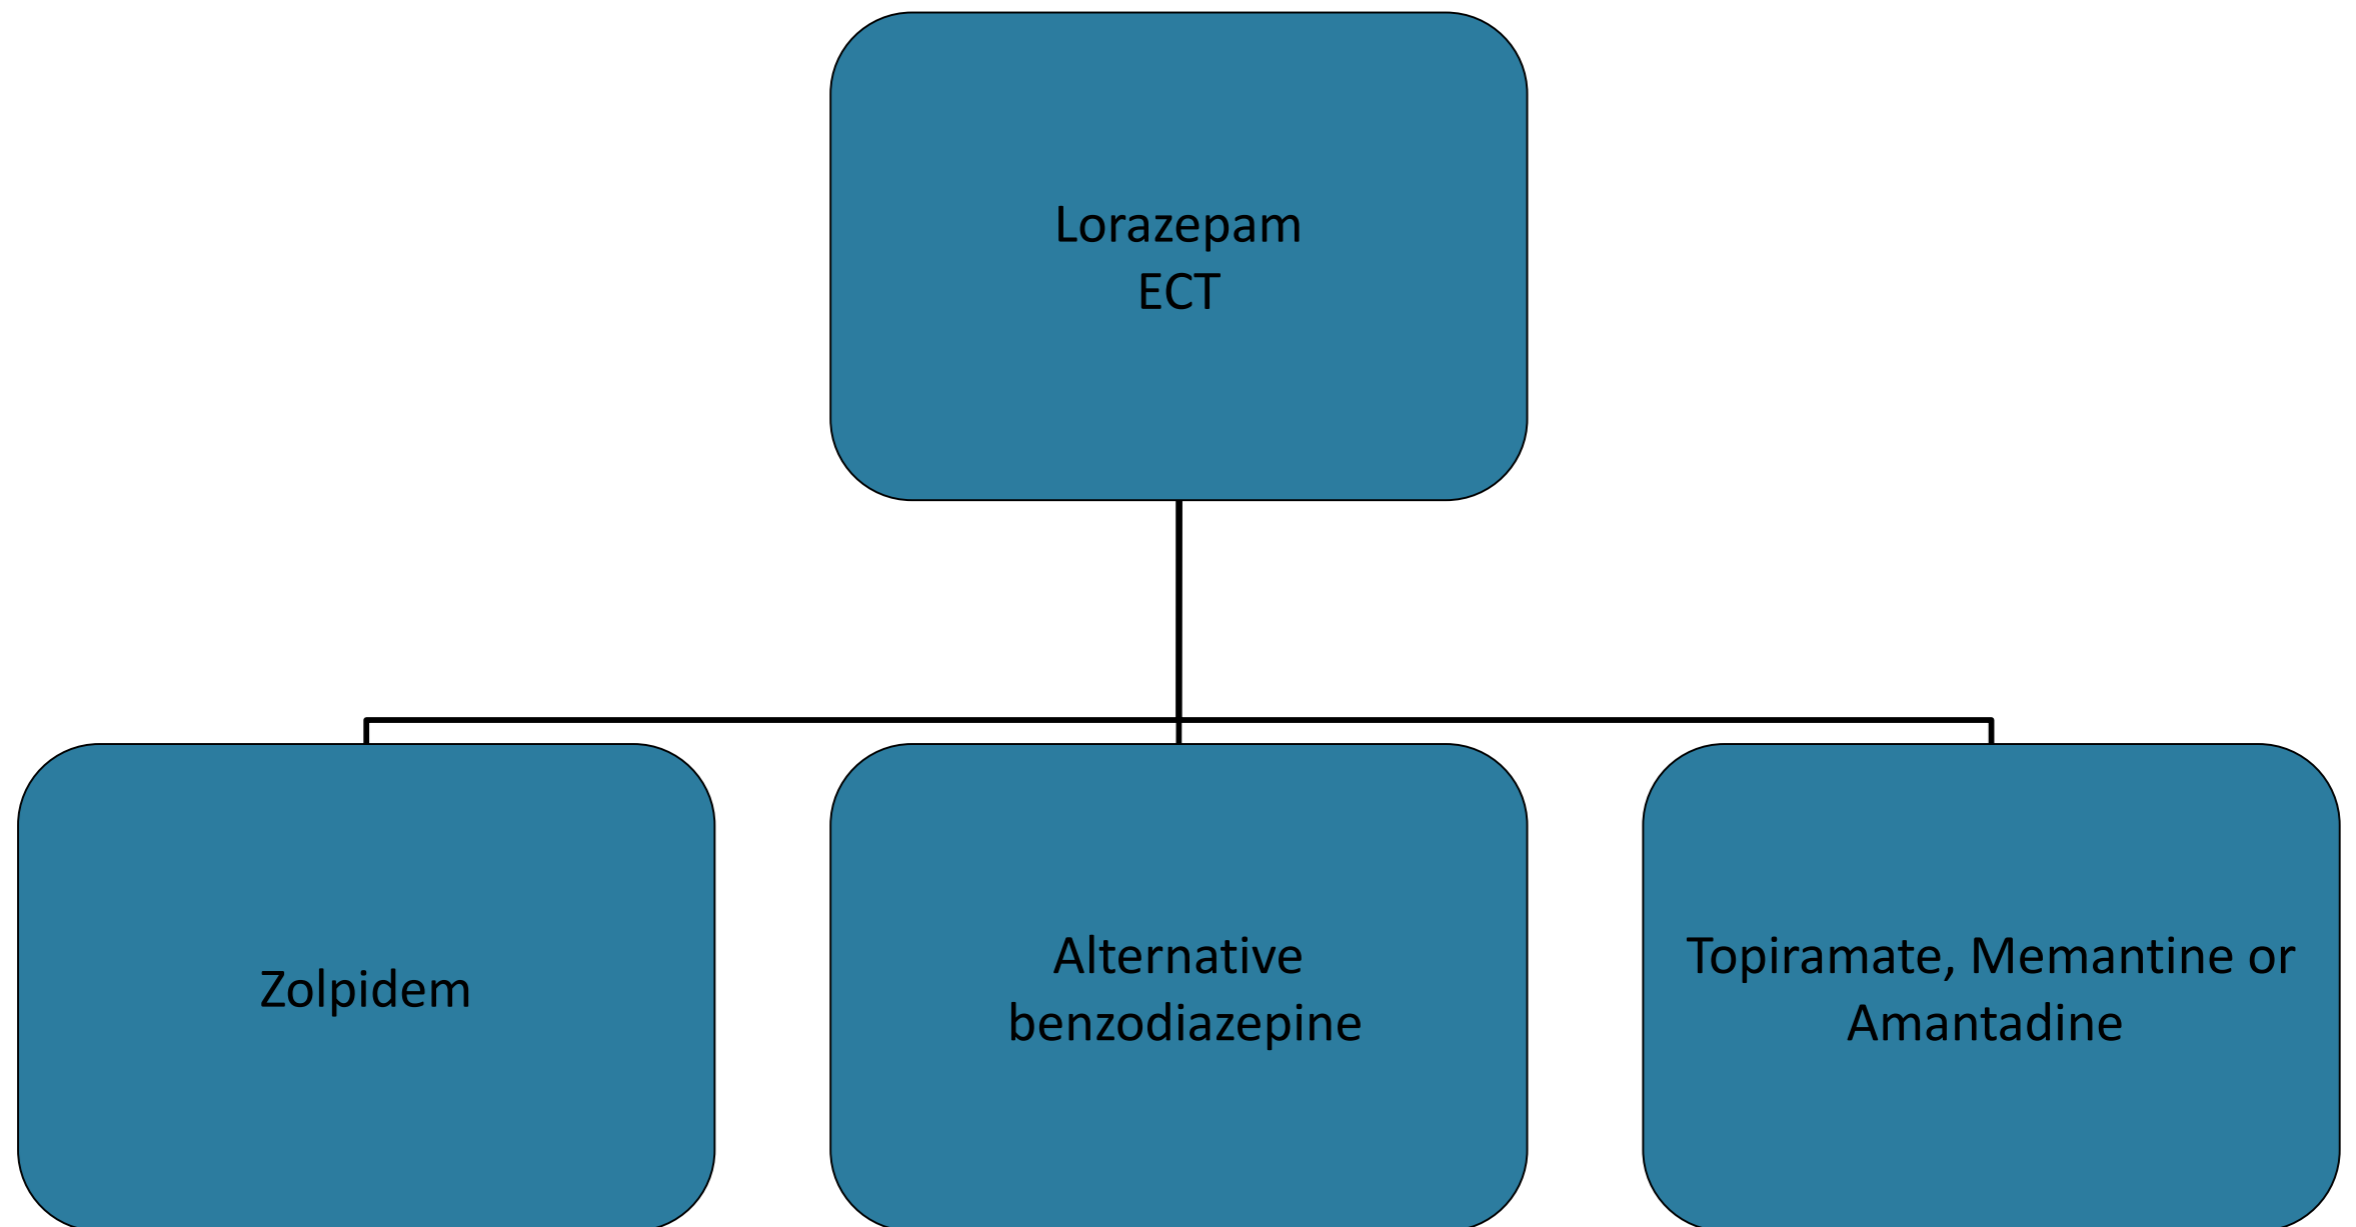 Lorazepam
ECT
Zolpidem
Alternative
benzodiazepine
Topiramate, Memantine or
Amantadine